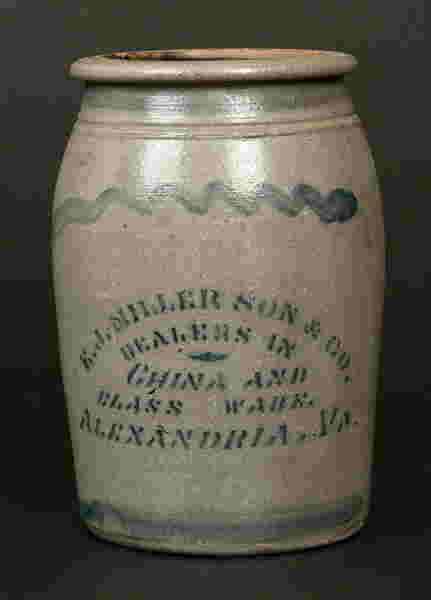 E.J. MILLER SON & CO.
DEALERS IN
CHINA AND
GLASS WARE.
ALEXANDRIA, VA.